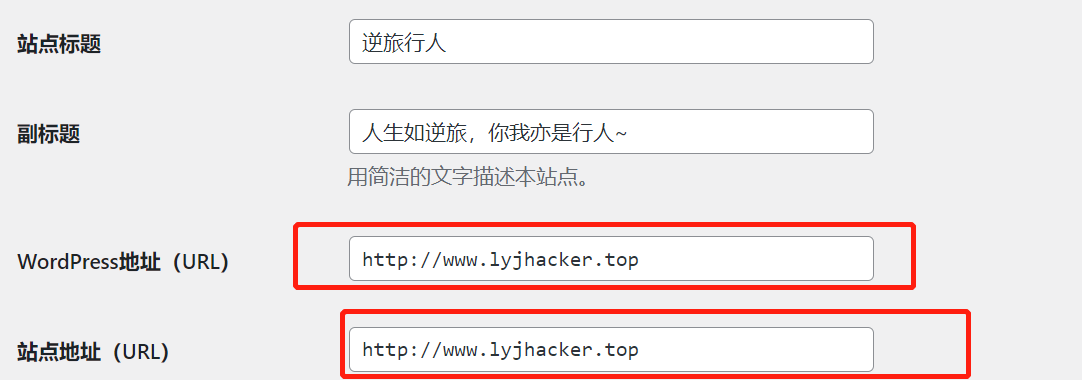 站点标题
逆旅行人
副标题
人生如逆旅，你我亦是行人~
用简洁的文字描述本站点。
WordPress地址（URL）
http://www.lyjhacker.top
站点地址（URL）
http://www.lyjhacker.top